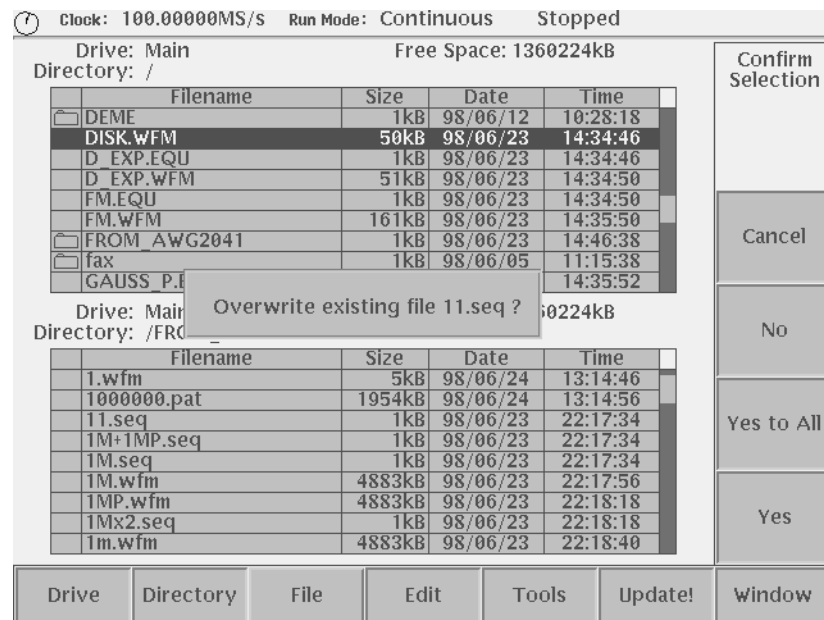 Clock: 100.00000MS/s Run Mode: Continuous Stopped
Drive: Main Free Space: 1360224kB
Directory: /
Filename Size Date Time
DEME 1kB 98/06/12 10:28:18
DISK.WFM 50kB 98/06/23 14:34:46
D_EXP.EQU 1kB 98/06/23 14:34:46
D_EXP.WFM 51kB 98/06/23 14:34:50
FM.EQU 1kB 98/06/23 14:34:50
FM.WFM 161kB 98/06/23 14:35:50
FROM_AWG2041 1kB 98/06/23 14:46:38
fax 1kB 98/06/05 11:15:38
GAUSS_P. 14:35:52
Overwrite existing file 11.seq ?
Drive: Main 60224kB
Directory: /FRO
Filename Size Date Time
1.wfm 5kB 98/06/24 13:14:46
1000000.pat 1954kB 98/06/24 13:14:56
11.seq 1kB 98/06/23 22:17:34
1M+1MP.seq 1kB 98/06/23 22:17:34
1M.seq 1kB 98/06/23 22:17:34
1M.wfm 4883kB 98/06/23 22:17:56
1MP.wfm 4883kB 98/06/23 22:18:18
1Mx2.seq 1kB 98/06/23 22:18:18
1m.wfm 4883kB 98/06/23 22:18:40
Confirm
Selection
Cancel
No
Yes to All
Yes
Drive Directory File Edit Tools Update! Window